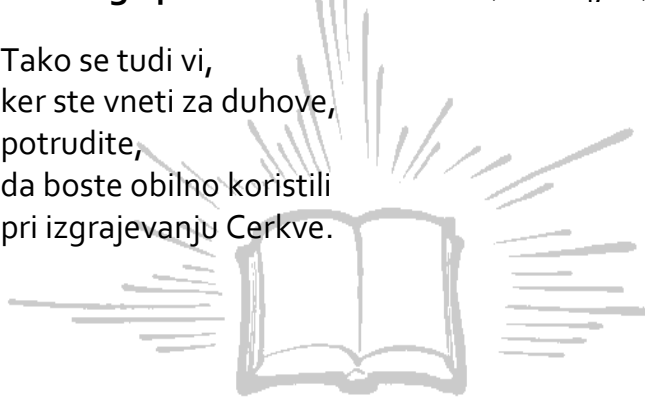 Tako se tudi vi,
ker ste vneti za duhove,
potrudite,
da boste obilno koristili
pri izgrajevanju Cerkve.